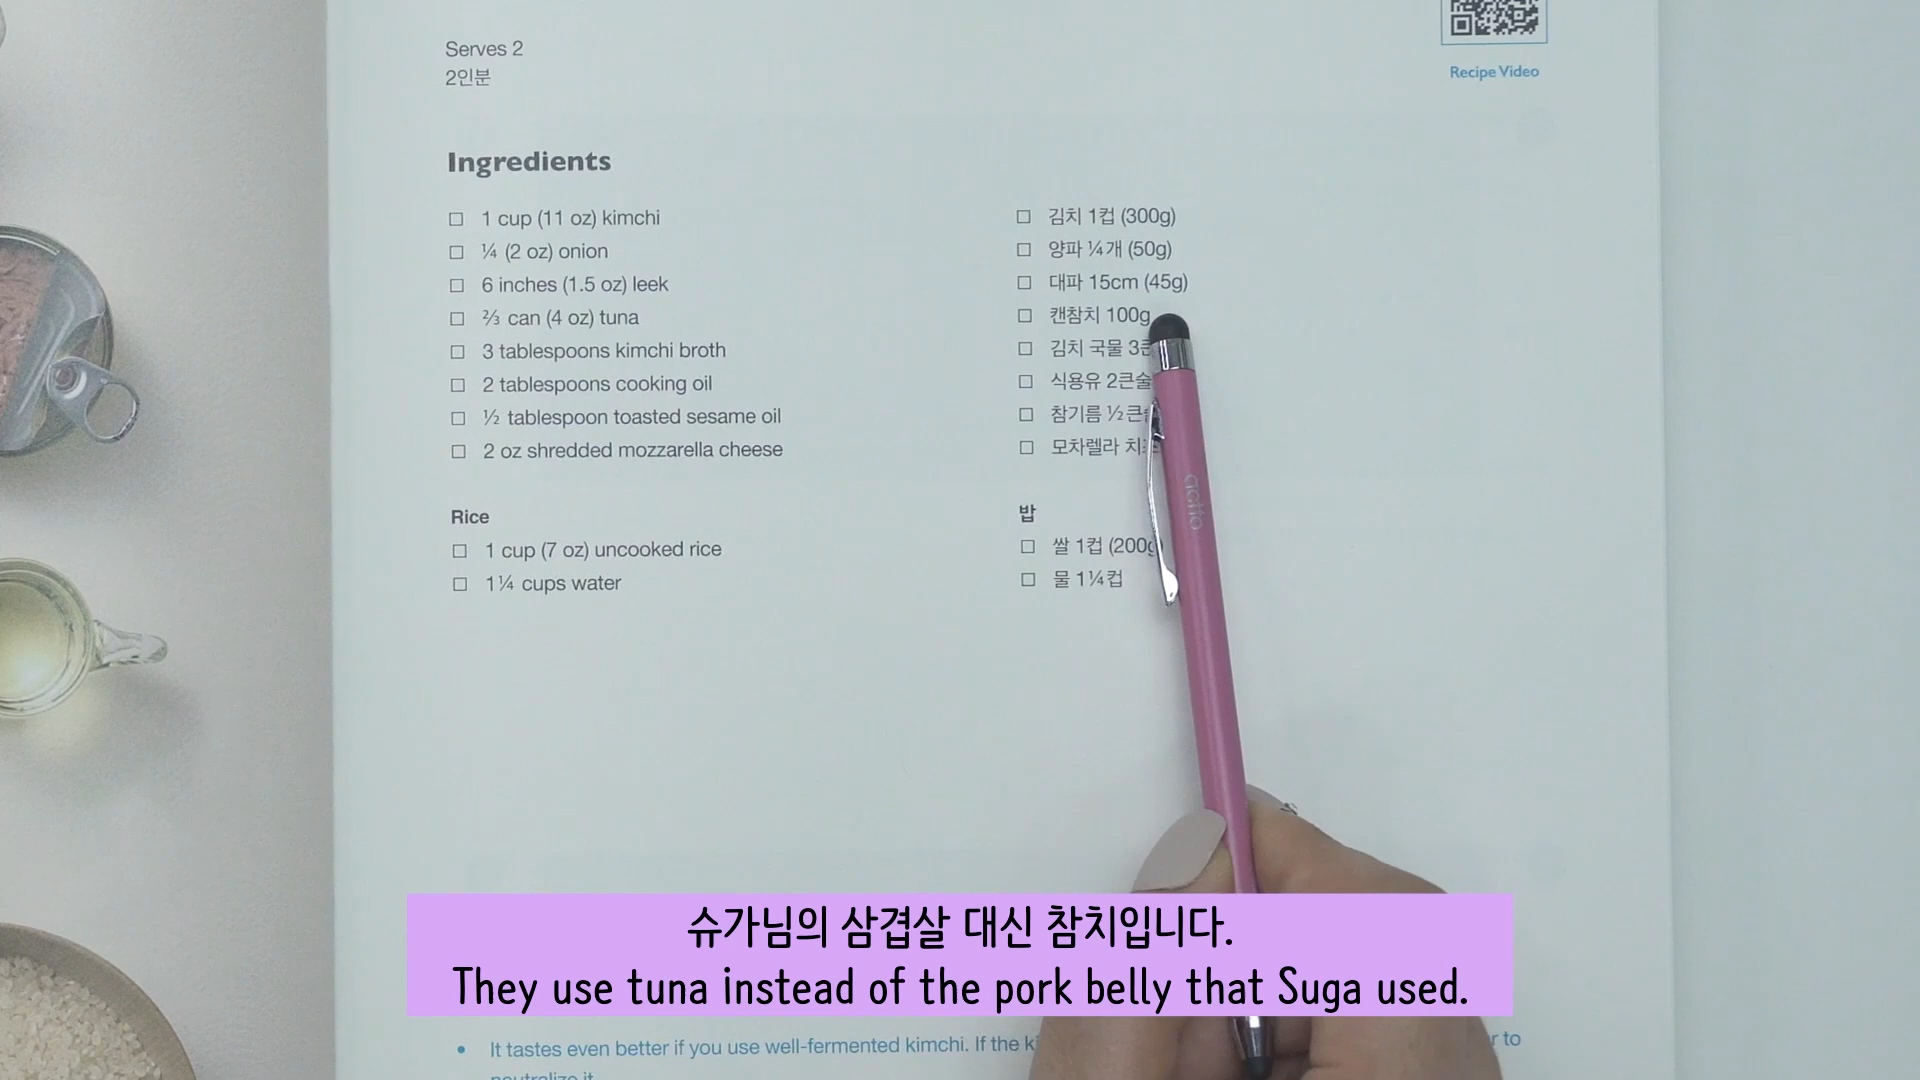 Serves 2
2인분
Recipe Video
Ingredients
☐ 1 cup (11 oz) kimchi
☐ ¼ (2 oz) onion
☐ 6 inches (1.5 oz) leek
☐ ⅔ can (4 oz) tuna
☐ 3 tablespoons kimchi broth
☐ 2 tablespoons cooking oil
☐ ½ tablespoon toasted sesame oil
☐ 2 oz shredded mozzarella cheese
Rice
☐ 1 cup (7 oz) uncooked rice
☐ 1¼ cups water
☐ 김치 1컵 (300g)
☐ 양파 ¼개 (50g)
☐ 대파 15cm (45g)
☐ 캔참치 100g
☐ 김치 국물 3
☐ 식용유 2큰술
☐ 참기름 ½큰
☐ 모차렐라
밥
☐ 쌀 1컵 (200g)
☐ 물 1¼컵
actto
슈가님의 삼겹살 대신 참치입니다.
They use tuna instead of the pork belly that Suga used.
• It tastes even better if you use well-fermented kimchi. If the to
neutralize it.